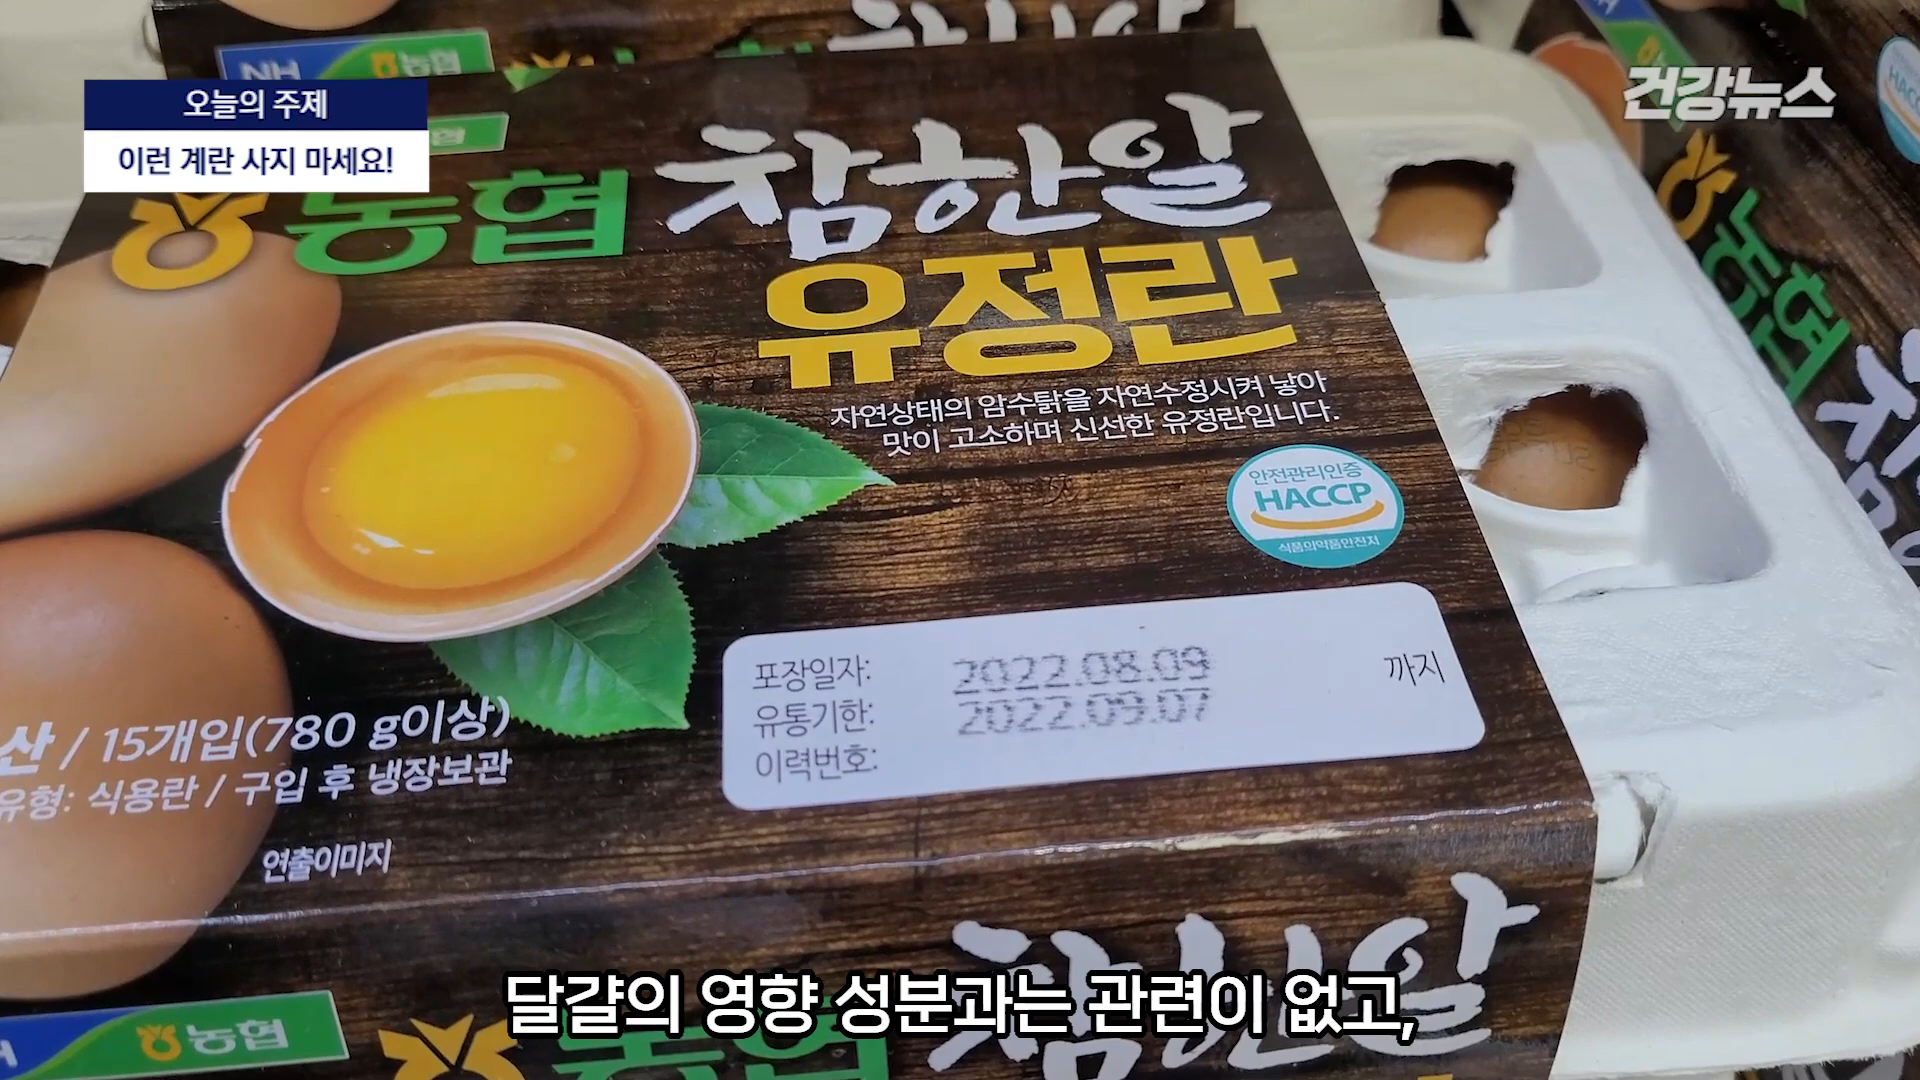 오늘의 주제
이런 계란 사지 마세요!
건강뉴스
NH 농협
농협 참한알
유정란
자연상태의 암수탉을 자연수정시켜 낳아
맛이 고소하며 신선한 유정란입니다.
안전관리인증
HACCP
식품의약품안전처
포장일자: 2022.08.09
유통기한: 2022.09.07 까지
이력번호:
산 / 15개입(780 g이상)
유형: 식용란 / 구입 후 냉장보관
연출이미지
농협
농협 참한알
농협
달걀의 영향 성분과는 관련이 없고,